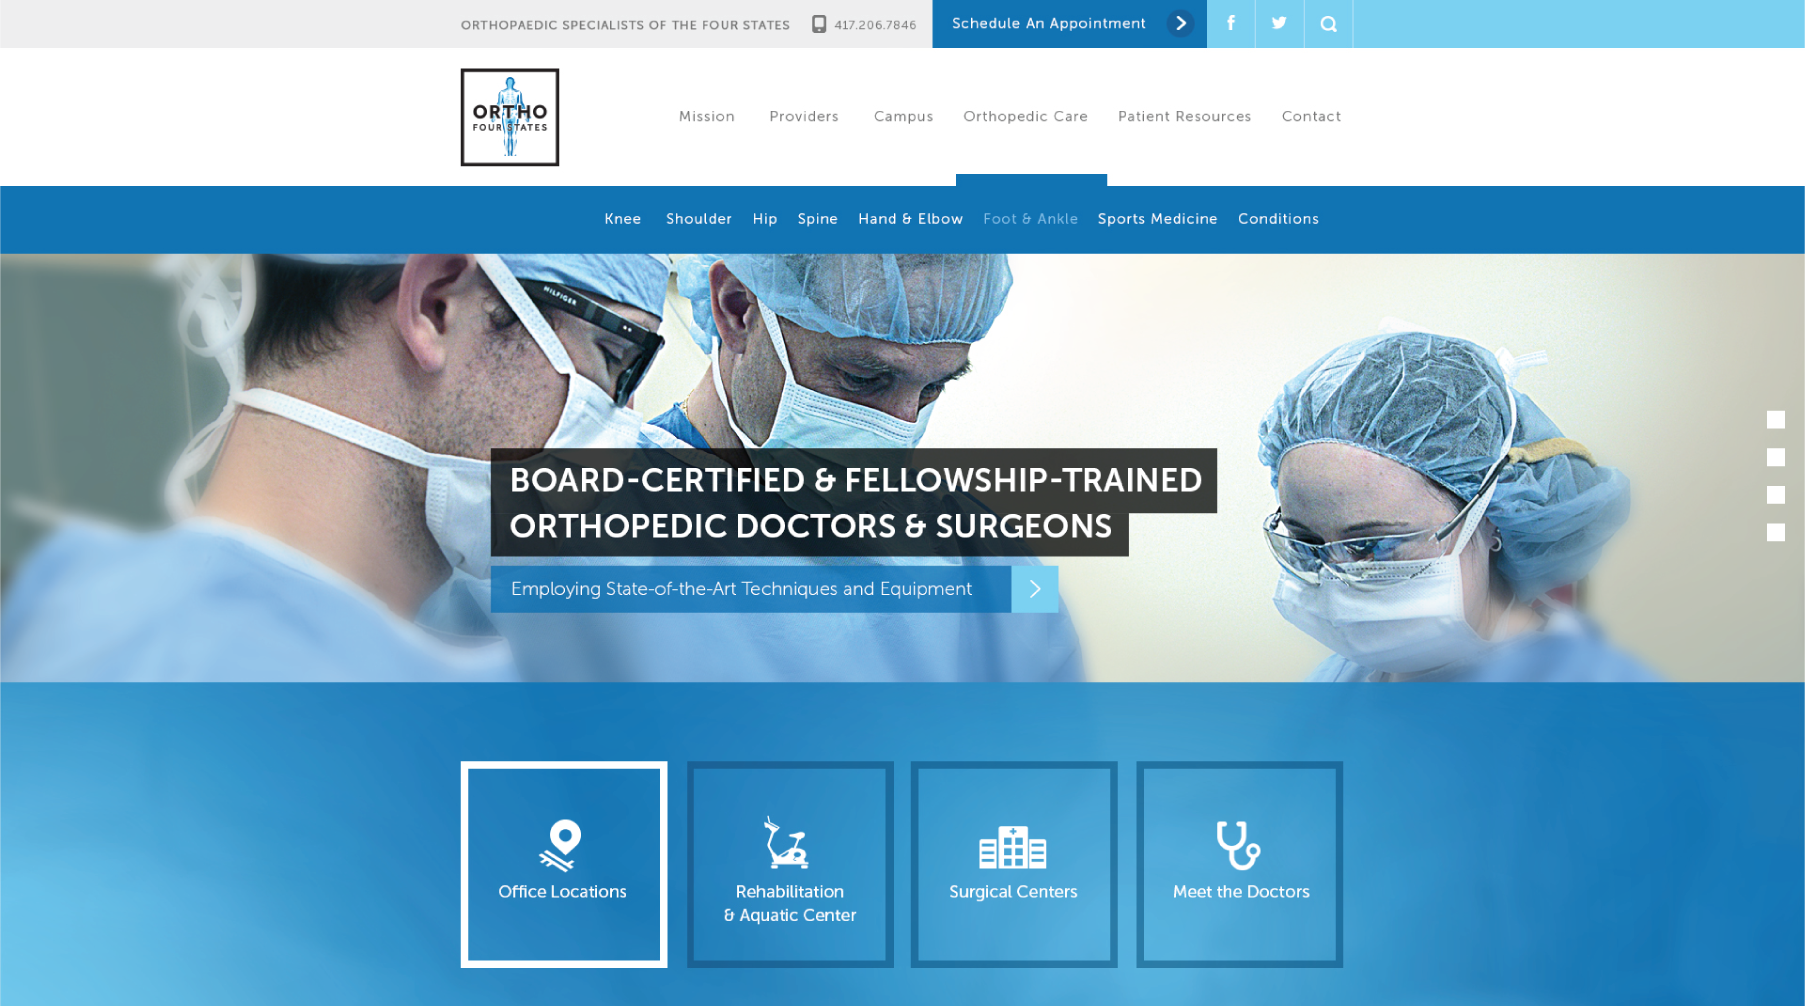 ORTHOPAEDIC SPECIALISTS OF THE FOUR STATES
417.206.7846
Schedule An Appointment
ORTHO
FOUR STATES
Mission
Providers
Campus
Orthopedic Care
Patient Resources
Contact
Knee
Shoulder
Hip
Spine
Hand & Elbow
Foot & Ankle
Sports Medicine
Conditions
HILFIGER
BOARD-CERTIFIED & FELLOWSHIP-TRAINED
ORTHOPEDIC DOCTORS & SURGEONS
Employing State-of-the-Art Techniques and Equipment
Office Locations
Rehabilitation
& Aquatic Center
Surgical Centers
Meet the Doctors